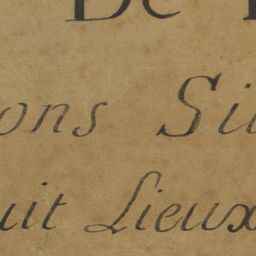 De
ons Si
uit Lieux